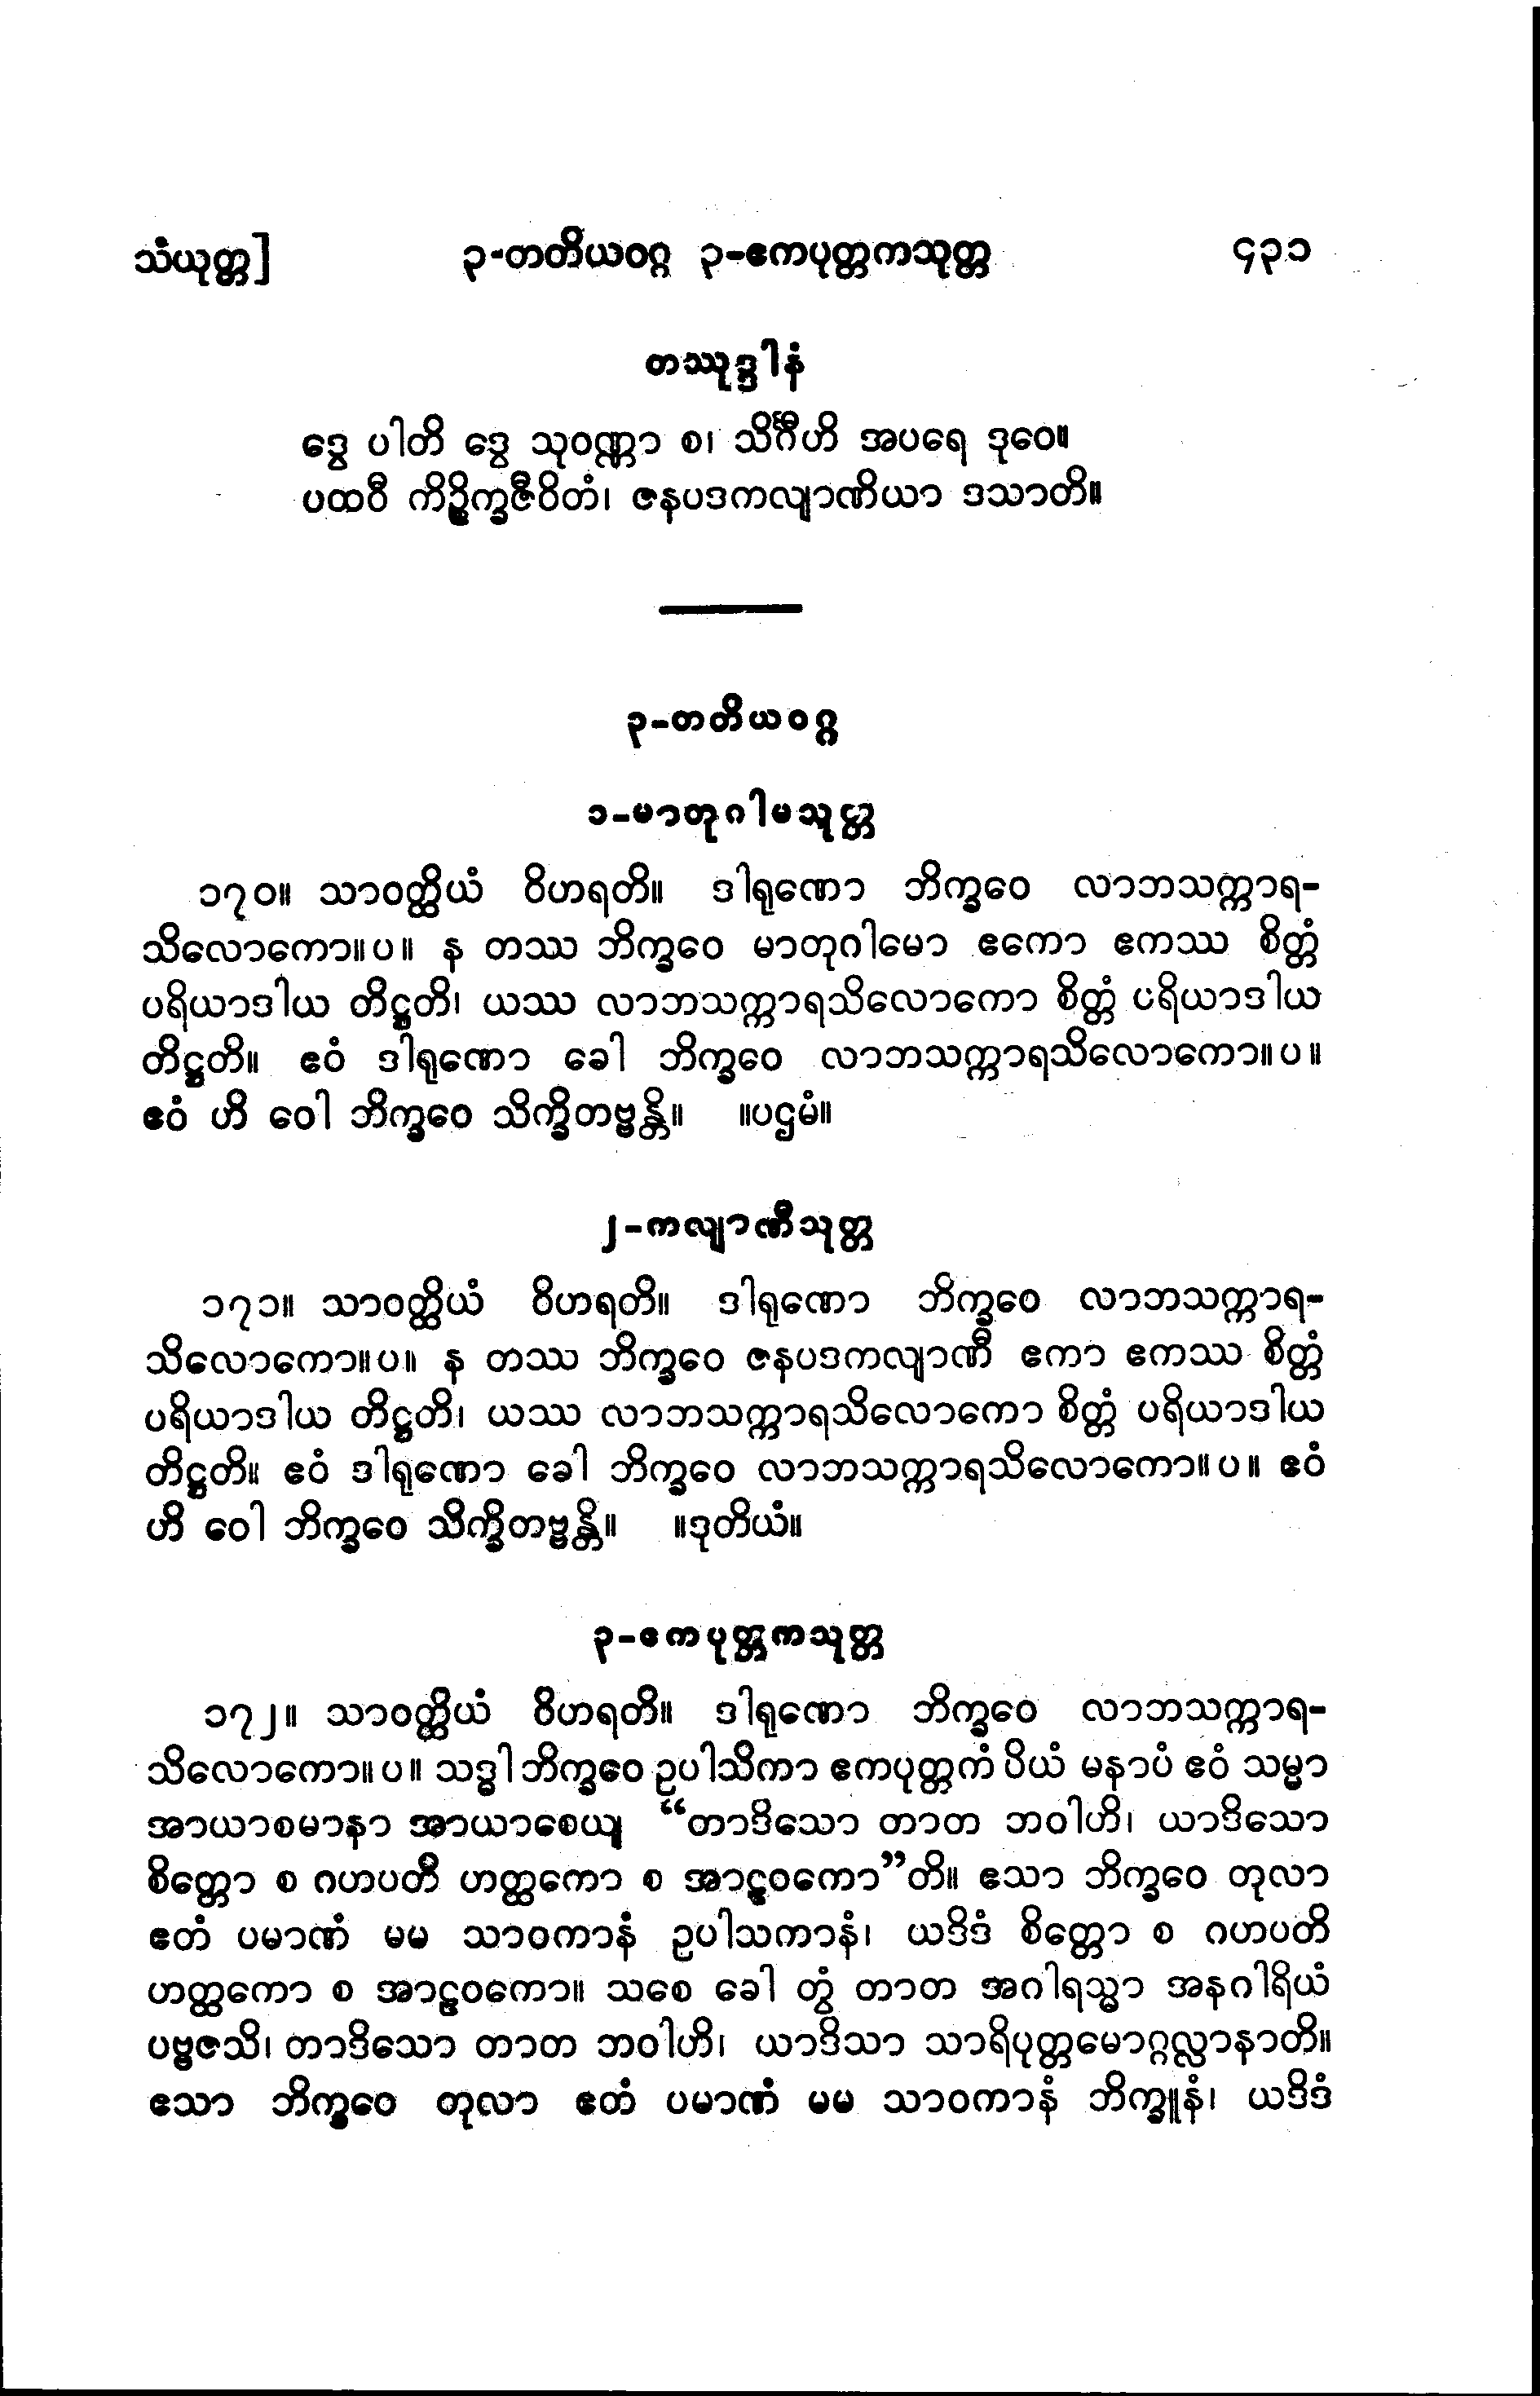 သံယုတ္တ] ၃-တတိယဝဂ္ဂ ၃-ဧကပုတ္တကသုတ္တ ၄၃၁
တဿုဒ္ဒါနံ
ဒွေ ပါတိ ဒွေ သုဝဏ္ဏာ စ၊ သိင်္ဂီဟိ အပရေ ဒုဝေ။
ပထဝီ ကိဉ္စိက္ခဇီဝိတံ၊ ဇနပဒကလျာဏိယာ ဒသာတိ။
၃-တတိယဝဂ္ဂ
၁-မာတုဂါမသုတ္တ
၁၇၀။ သာဝတ္ထိယံ ဝိဟရတိ။ ဒါရုဏော ဘိက္ခဝေ လာဘသက္ကာရ-
သိလောကော။ပ။ န တဿ ဘိက္ခဝေ မာတုဂါမော ဧကော ဧကဿ စိတ္တံ
ပရိယာဒါယ တိဋ္ဌတိ၊ ယဿ လာဘသက္ကာရသိလောကော စိတ္တံ ပရိယာဒါယ
တိဋ္ဌတိ။ ဧဝံ ဒါရုဏော ခေါ ဘိက္ခဝေ လာဘသက္ကာရသိလောကော။ပ။
ဧဝံ ဟိ ဝေါ ဘိက္ခဝေ သိက္ခိတဗ္ဗန္တိ။ ။ပဌမံ။
၂-ကလျာဏီသုတ္တ
၁၇၁။ သာဝတ္ထိယံ ဝိဟရတိ။ ဒါရုဏော ဘိက္ခဝေ လာဘသက္ကာရ-
သိလောကော။ပ။ န တဿ ဘိက္ခဝေ ဇနပဒကလျာဏီ ဧကာ ဧကဿ စိတ္တံ
ပရိယာဒါယ တိဋ္ဌတိ၊ ယဿ လာဘသက္ကာရသိလောကော စိတ္တံ ပရိယာဒါယ
တိဋ္ဌတိ။ ဧဝံ ဒါရုဏော ခေါ ဘိက္ခဝေ လာဘသက္ကာရသိလောကော။ပ။ ဧဝံ
ဟိ ဝေါ ဘိက္ခဝေ သိက္ခိတဗ္ဗန္တိ။ ။ဒုတိယံ။
၃-ဧကပုတ္တကသုတ္တ
၁၇၂။ သာဝတ္ထိယံ ဝိဟရတိ။ ဒါရုဏော ဘိက္ခဝေ လာဘသက္ကာရ-
သိလောကော။ပ။ သဒ္ဓါ ဘိက္ခဝေ ဥပါသိကာ ဧကပုတ္တကံ ပိယံ မနာပံ ဧဝံ သမ္မာ
အာယာစမာနာ အာယာစေယျ “တာဒိသော တာတ ဘဝါဟိ၊ ယာဒိသော
စိတ္တော စ ဂဟပတိ ဟတ္ထကော စ အာဠဝကော”တိ။ ဧသာ ဘိက္ခဝေ တုလာ
ဧတံ ပမာဏံ မမ သာဝကာနံ ဥပါသကာနံ၊ ယဒိဒံ စိတ္တော စ ဂဟပတိ
ဟတ္ထကော စ အာဠဝကော။ သစေ ခေါ တွံ တာတ အဂါရသ္မာ အနဂါရိယံ
ပဗ္ဗဇသိ၊ တာဒိသော တာတ ဘဝါဟိ၊ ယာဒိသာ သာရိပုတ္တမောဂ္ဂလ္လာနာတိ။
ဧသာ ဘိက္ခဝေ တုလာ ဧတံ ပမာဏံ မမ သာဝကာနံ ဘိက္ခူနံ၊ ယဒိဒံ